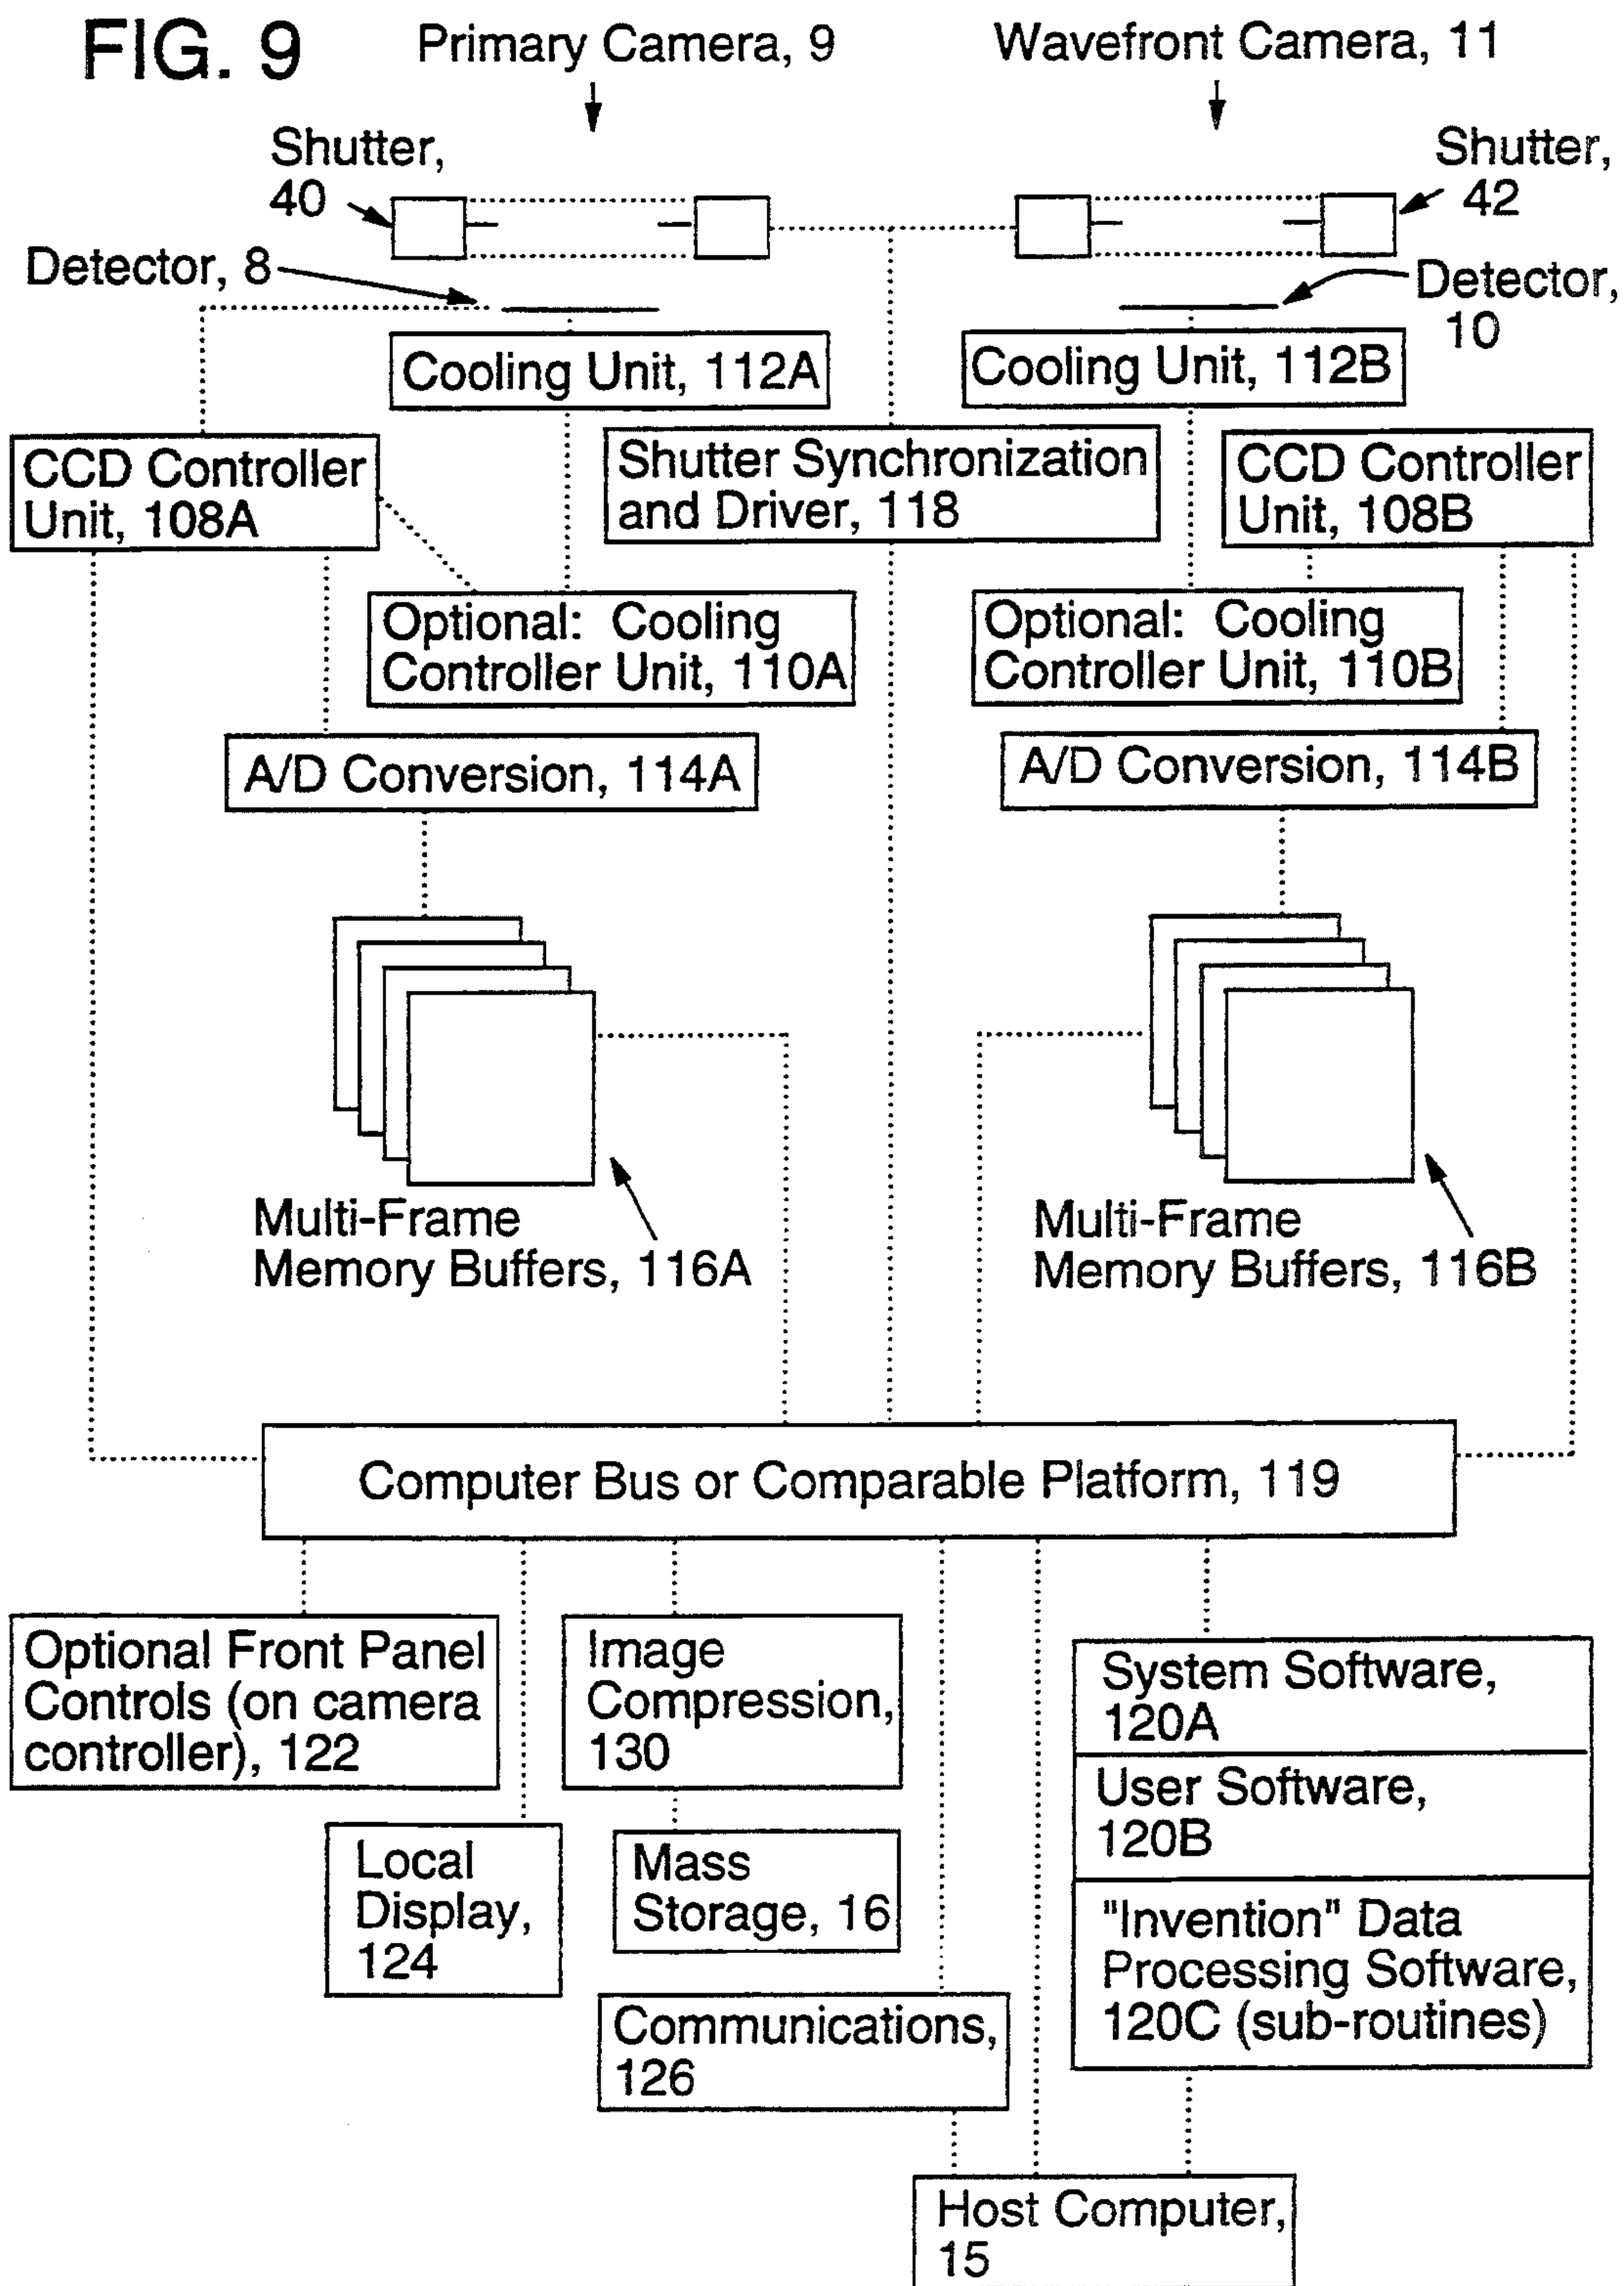 FIG. 9
Primary Camera, 9
Wavefront Camera, 11
Shutter,
40
Shutter,
42
Detector, 8
Detector,
10
Cooling Unit, 112A
Cooling Unit, 112B
CCD Controller
Unit, 108A
Shutter Synchronization
and Driver, 118
CCD Controller
Unit, 108B
Optional: Cooling
Controller Unit, 110A
Optional: Cooling
Controller Unit, 110B
A/D Conversion, 114A
A/D Conversion, 114B
Multi-Frame
Memory Buffers, 116A
Multi-Frame
Memory Buffers, 116B
Computer Bus or Comparable Platform, 119
Optional Front Panel
Controls (on camera
controller), 122
Image
Compression,
130
System Software,
120A
User Software,
120B
Local
Display,
124
Mass
Storage, 16
"Invention" Data
Processing Software,
120C (sub-routines)
Communications,
126
Host Computer,
15